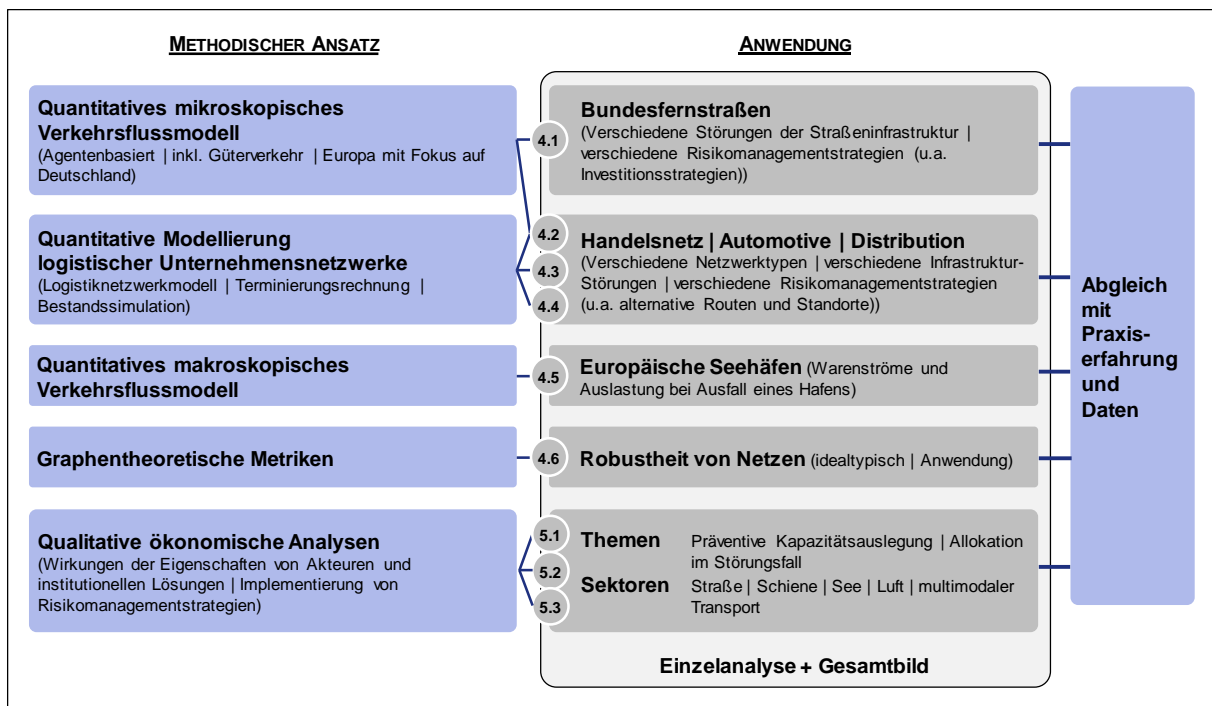 METHODISCHER ANSATZ
ANWENDUNG
Quantitatives mikroskopisches
Verkehrsflussmodell
(Agentenbasiert | inkl. Güterverkehr | Europa mit Fokus auf
Deutschland)
4.1
Bundesfernstraßen
(Verschiedene Störungen der Straßeninfrastruktur |
verschiedene Risikomanagementstrategien (u.a.
Investitionsstrategien))
Quantitative Modellierung
logistischer Unternehmensnetzwerke
(Logistiknetzwerkmodell | Terminierungsrechnung |
Bestandssimulation)
4.2
4.3
4.4
Handelsnetz | Automotive | Distribution
(Verschiedene Netzwerktypen | verschiedene Infrastruktur-
Störungen | verschiedene Risikomanagementstrategien
(u.a. alternative Routen und Standorte))
Quantitatives makroskopisches
Verkehrsflussmodell
4.5
Europäische Seehäfen (Warenströme und
Auslastung bei Ausfall eines Hafens)
Graphentheoretische Metriken
4.6
Robustheit von Netzen (idealtypisch | Anwendung)
Qualitative ökonomische Analysen
(Wirkungen der Eigenschaften von Akteuren und
institutionellen Lösungen | Implementierung von
Risikomanagementstrategien)
5.1
5.2
5.3
Themen Präventive Kapazitätsauslegung | Allokation
im Störungsfall
Sektoren Straße | Schiene | See | Luft | multimodaler
Transport
Einzelanalyse + Gesamtbild
Abgleich
mit
Praxis-
erfahrung
und
Daten